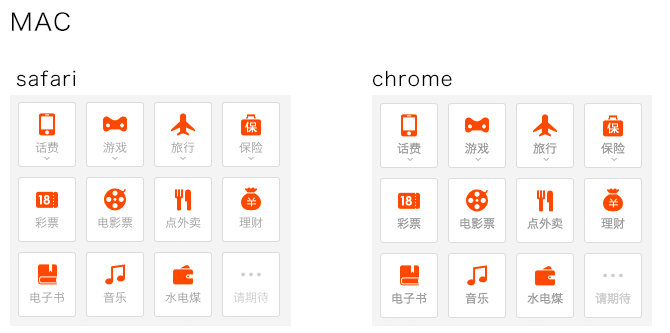 MAC
safari
chrome
话费 游戏 旅行 保 保险
18 彩票 电影票 点外卖 ¥ 理财
电子书 音乐 水电煤 请期待
话费 游戏 旅行 保 保险
18 彩票 电影票 点外卖 ¥ 理财
电子书 音乐 水电煤 请期待